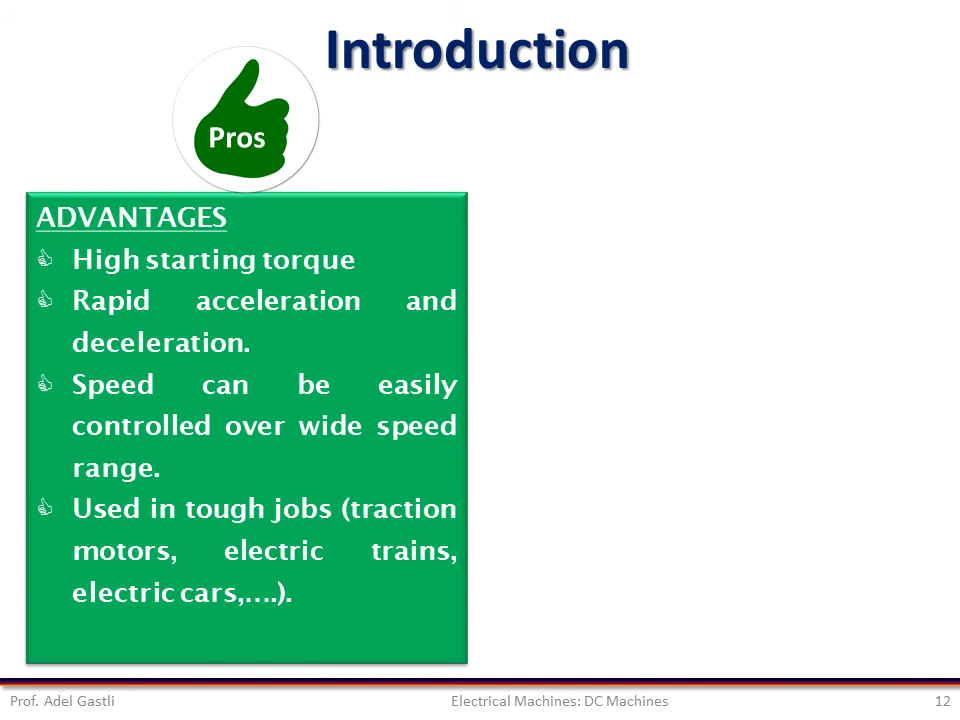 Introduction
Pros
ADVANTAGES
High starting torque
Rapid acceleration and
deceleration.
Speed can be easily
controlled over wide speed
range.
Used in tough jobs (traction
motors, electric trains,
electric cars,....).
Prof. Adel Gastli
Electrical Machines: DC Machines
12